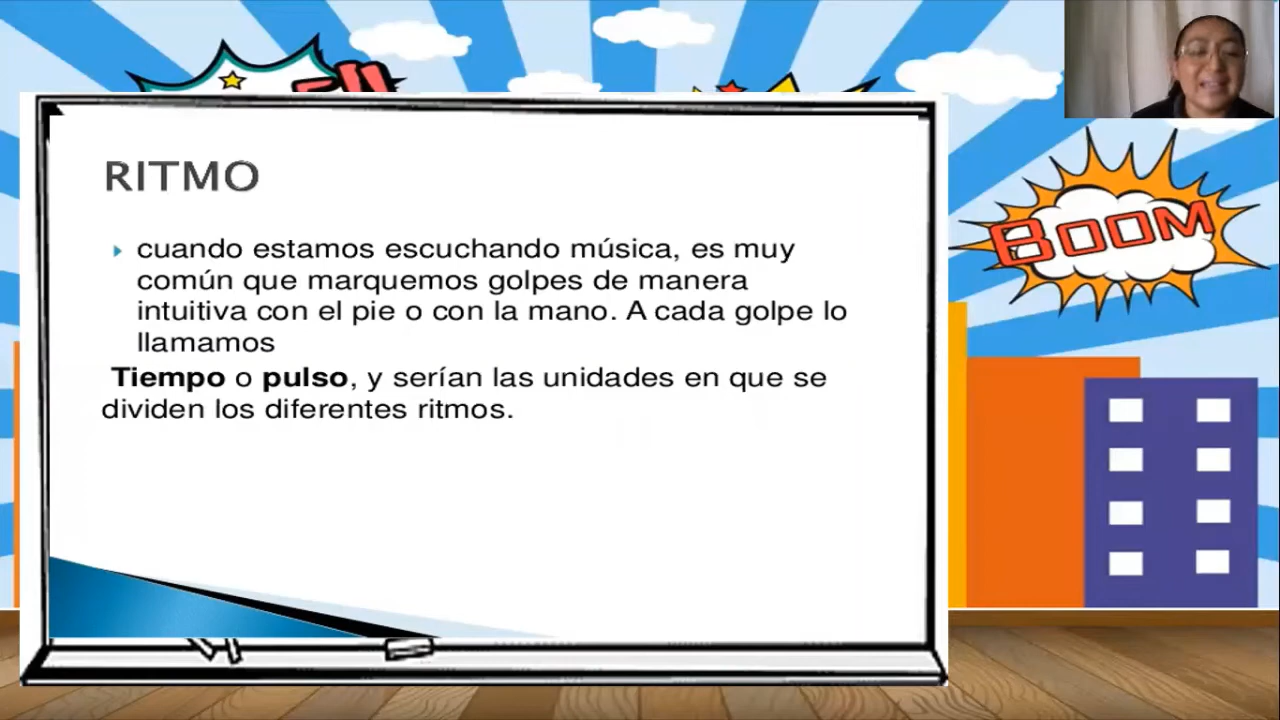 RITMO
cuando estamos escuchando música, es muy
común que marquemos golpes de manera
intuitiva con el pie o con la mano. A cada golpe lo
llamamos
Tiempo o pulso, y serían las unidades en que se
dividen los diferentes ritmos.
BOOM